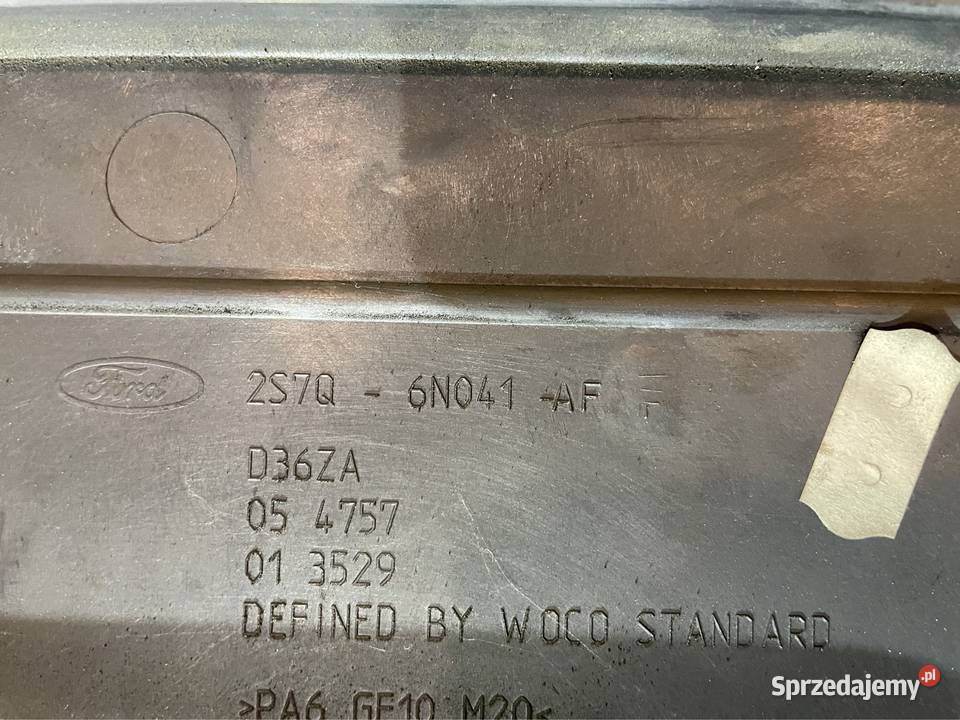 Ford 2S7Q - 6N041 -AF
D36ZA
05 4757
01 3529
DEFINED BY WOCO STANDARD
>PA6 GF10 M20<
Sprzedajemy.pl